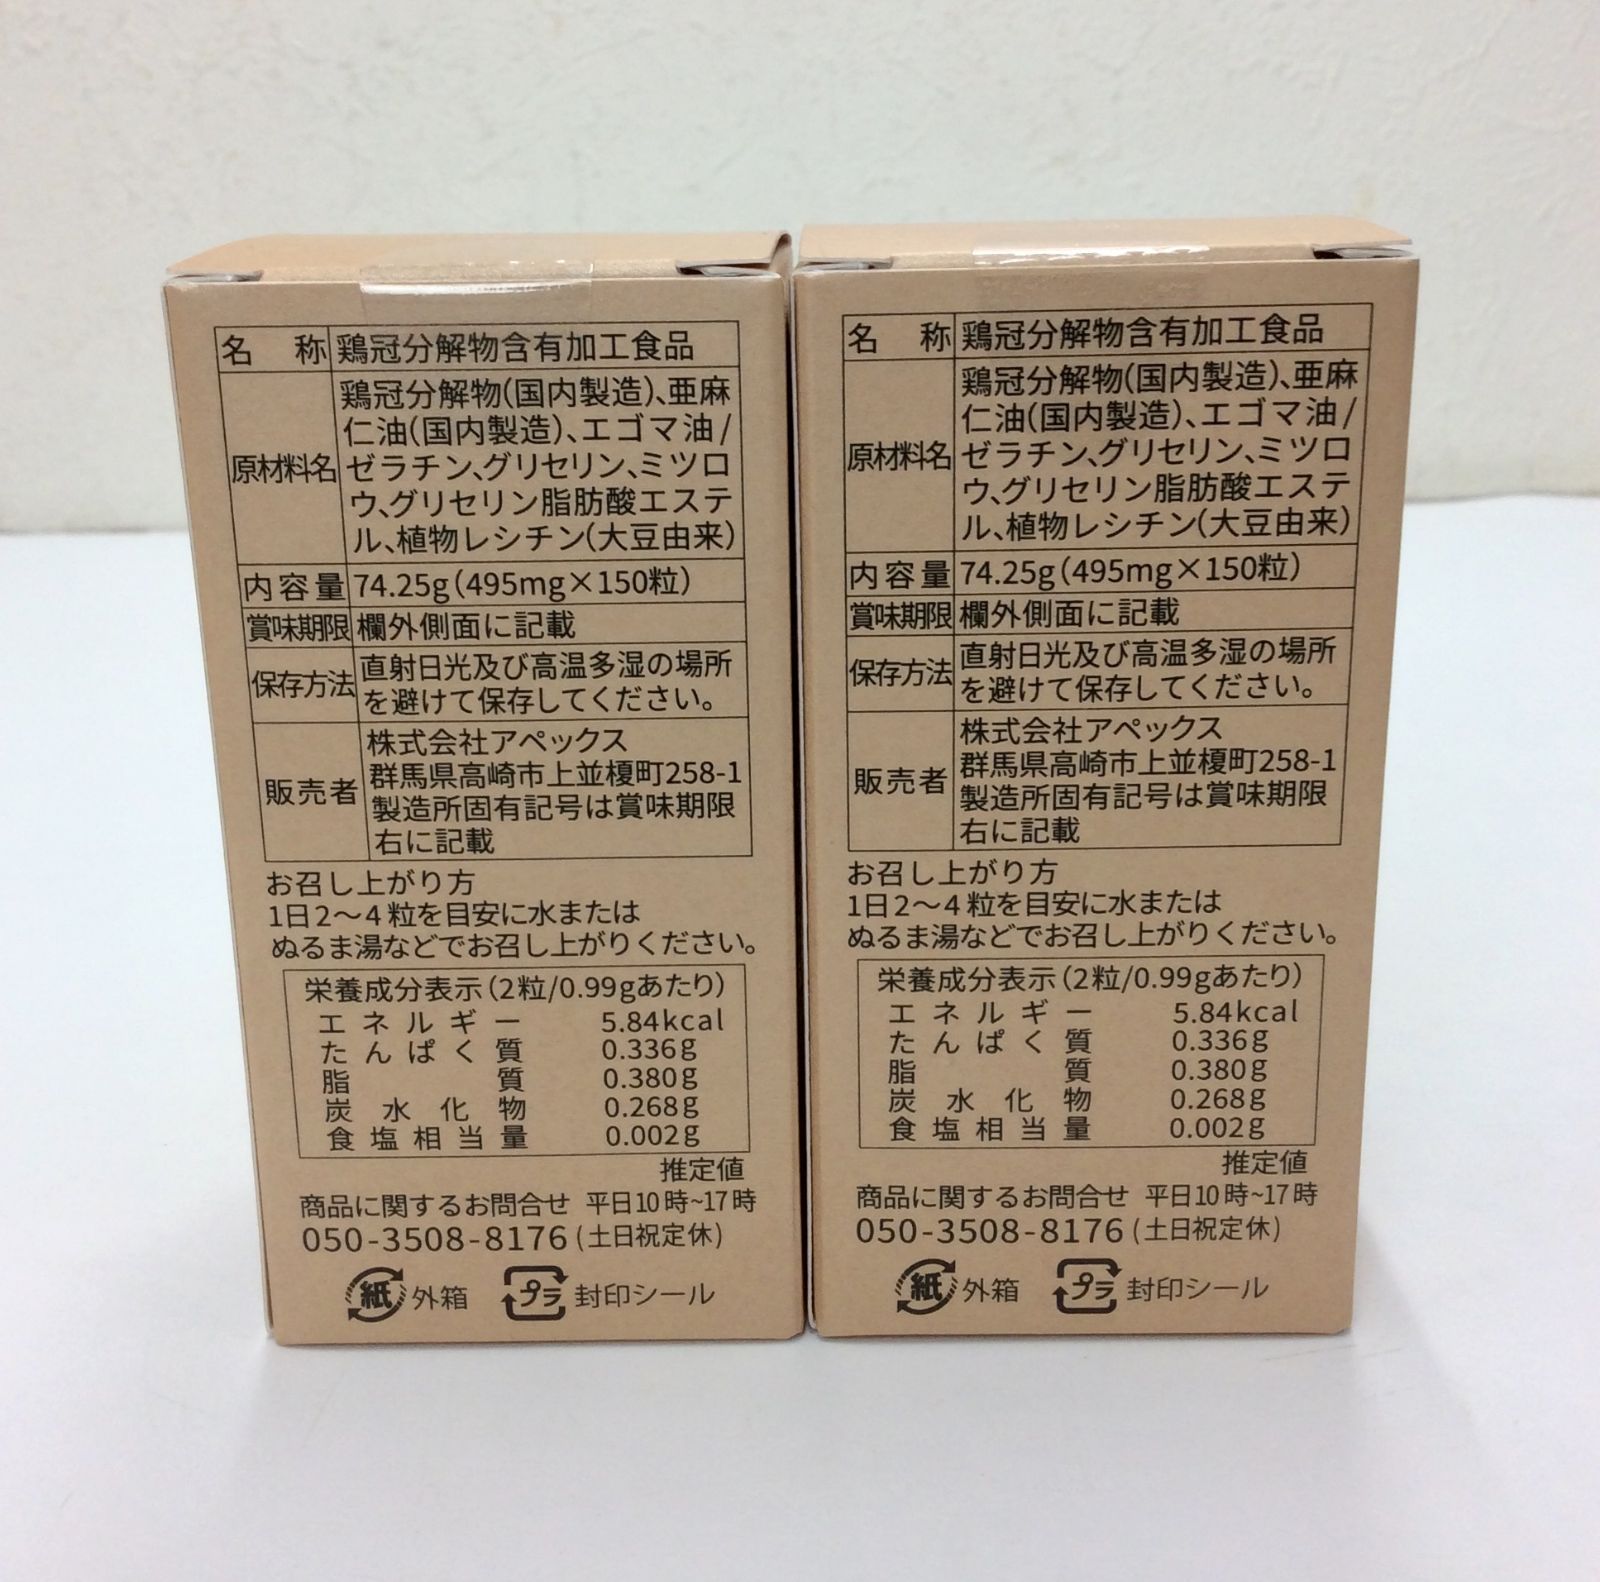 名 称 鶏冠分解物含有加工食品
原材料名 鶏冠分解物(国内製造)、亜麻
仁油(国内製造)、エゴマ油/
ゼラチン、グリセリン、ミツロ
ウ、グリセリン脂肪酸エステ
ル、植物レシチン(大豆由来)
内容量 74.25g(495mg×150粒)
賞味期限 欄外側面に記載
保存方法 直射日光及び高温多湿の場所
を避けて保存してください。
販売者 株式会社アペックス
群馬県高崎市上並榎町258-1
製造所固有記号は賞味期限
右に記載
お召し上がり方
1日2～4粒を目安に水または
ぬるま湯などでお召し上がりください。
栄養成分表示(2粒/0.99gあたり)
エネルギー 5.84kcal
たんぱく質 0.336g
脂質 0.380g
炭水化物 0.268g
食塩相当量 0.002g
推定値
商品に関するお問合せ 平日10時~17時
050-3508-8176(土日祝定休)
紙 外箱 プラ 封印シール
名 称 鶏冠分解物含有加工食品
原材料名 鶏冠分解物(国内製造)、亜麻
仁油(国内製造)、エゴマ油/
ゼラチン、グリセリン、ミツロ
ウ、グリセリン脂肪酸エステ
ル、植物レシチン(大豆由来)
内容量 74.25g(495mg×150粒)
賞味期限 欄外側面に記載
保存方法 直射日光及び高温多湿の場所
を避けて保存してください。
販売者 株式会社アペックス
群馬県高崎市上並榎町258-1
製造所固有記号は賞味期限
右に記載
お召し上がり方
1日2～4粒を目安に水または
ぬるま湯などでお召し上がりください。
栄養成分表示(2粒/0.99gあたり)
エネルギー 5.84kcal
たんぱく質 0.336g
脂質 0.380g
炭水化物 0.268g
食塩相当量 0.002g
推定値
商品に関するお問合せ 平日10時~17時
050-3508-8176(土日祝定休)
紙 外箱 プラ 封印シール